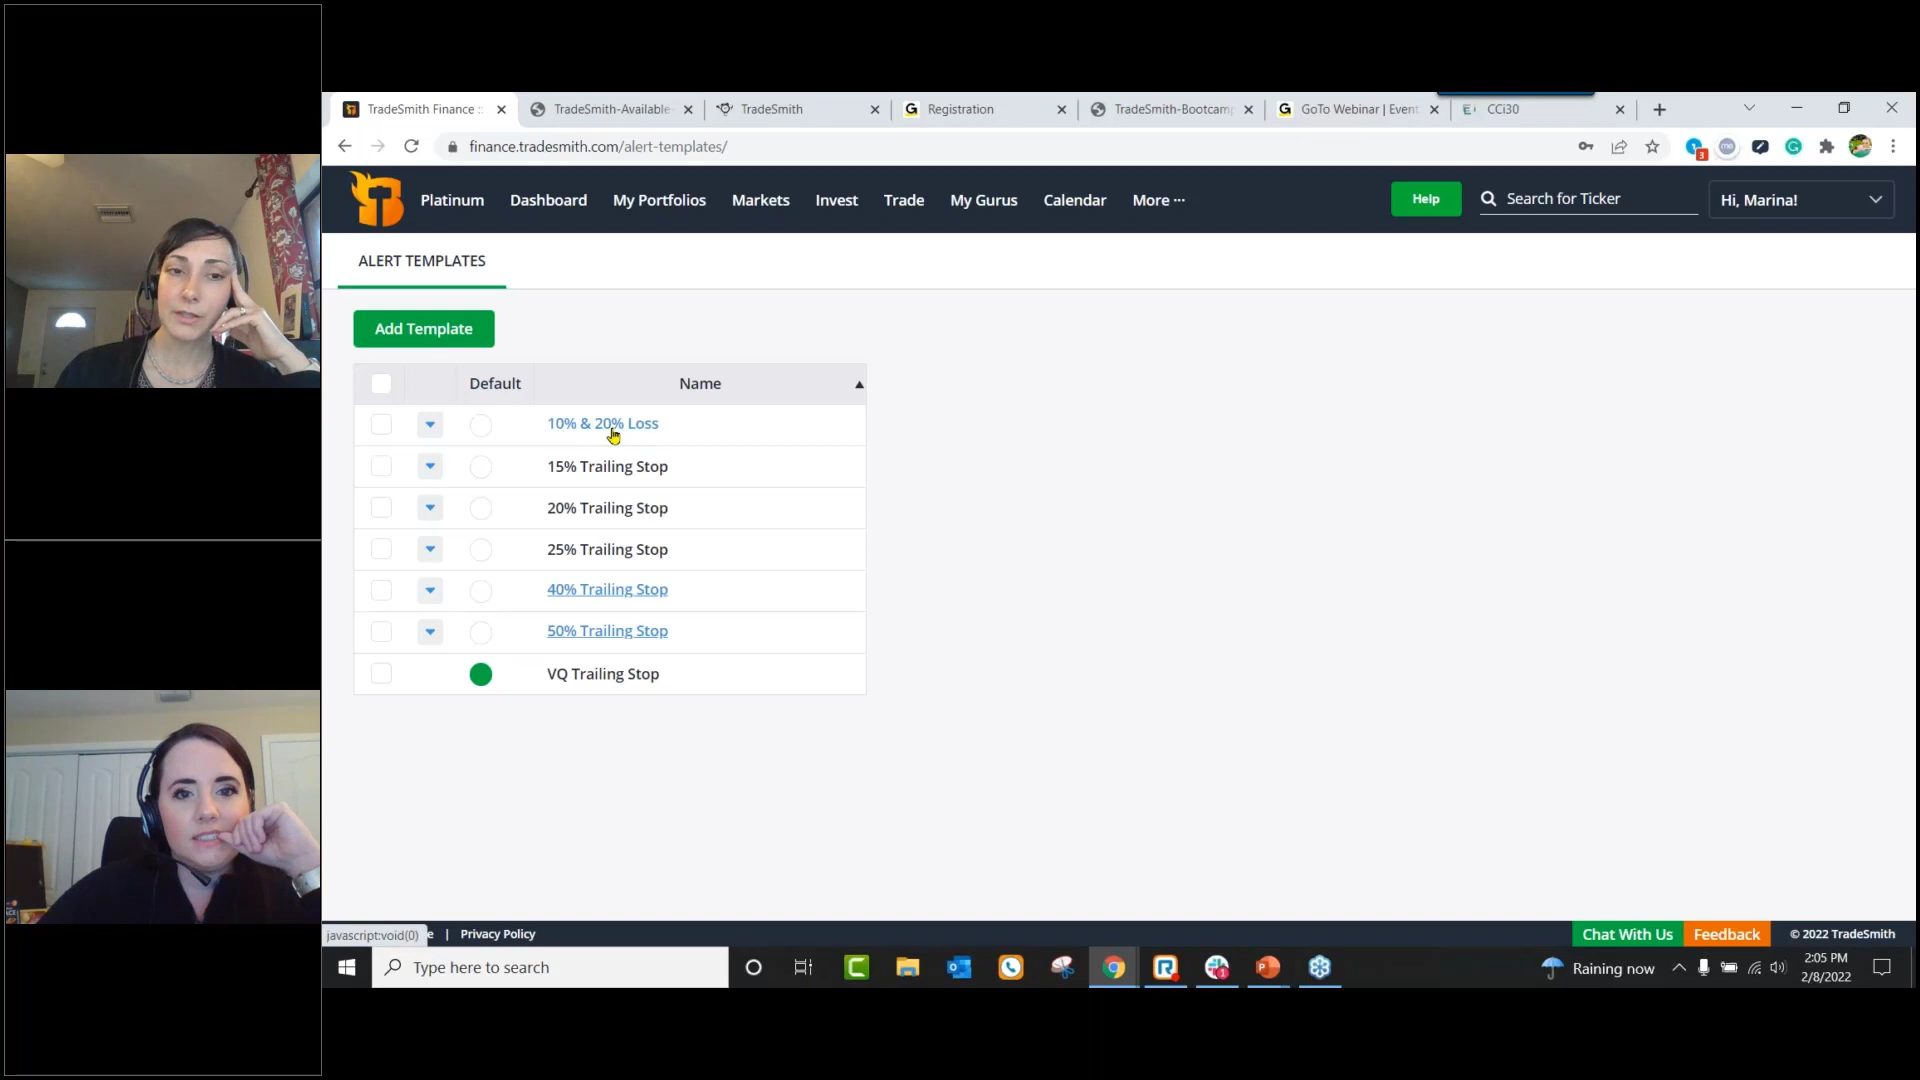 TradeSmith Finance ::
TradeSmith-Available
TradeSmith
Registration
TradeSmith-Bootcamp
GoTo Webinar | Event
CCi30
finance.tradesmith.com/alert-templates/
3
Platinum
Dashboard
My Portfolios
Markets
Invest
Trade
My Gurus
Calendar
More ···
Help
Search for Ticker
Hi, Marina!
ALERT TEMPLATES
Add Template
Default
Name
10% & 20% Loss
15% Trailing Stop
20% Trailing Stop
25% Trailing Stop
40% Trailing Stop
50% Trailing Stop
VQ Trailing Stop
javascript:void(0)
e | Privacy Policy
Chat With Us
Feedback
© 2022 TradeSmith
Type here to search
1
Raining now
2:05 PM
2/8/2022